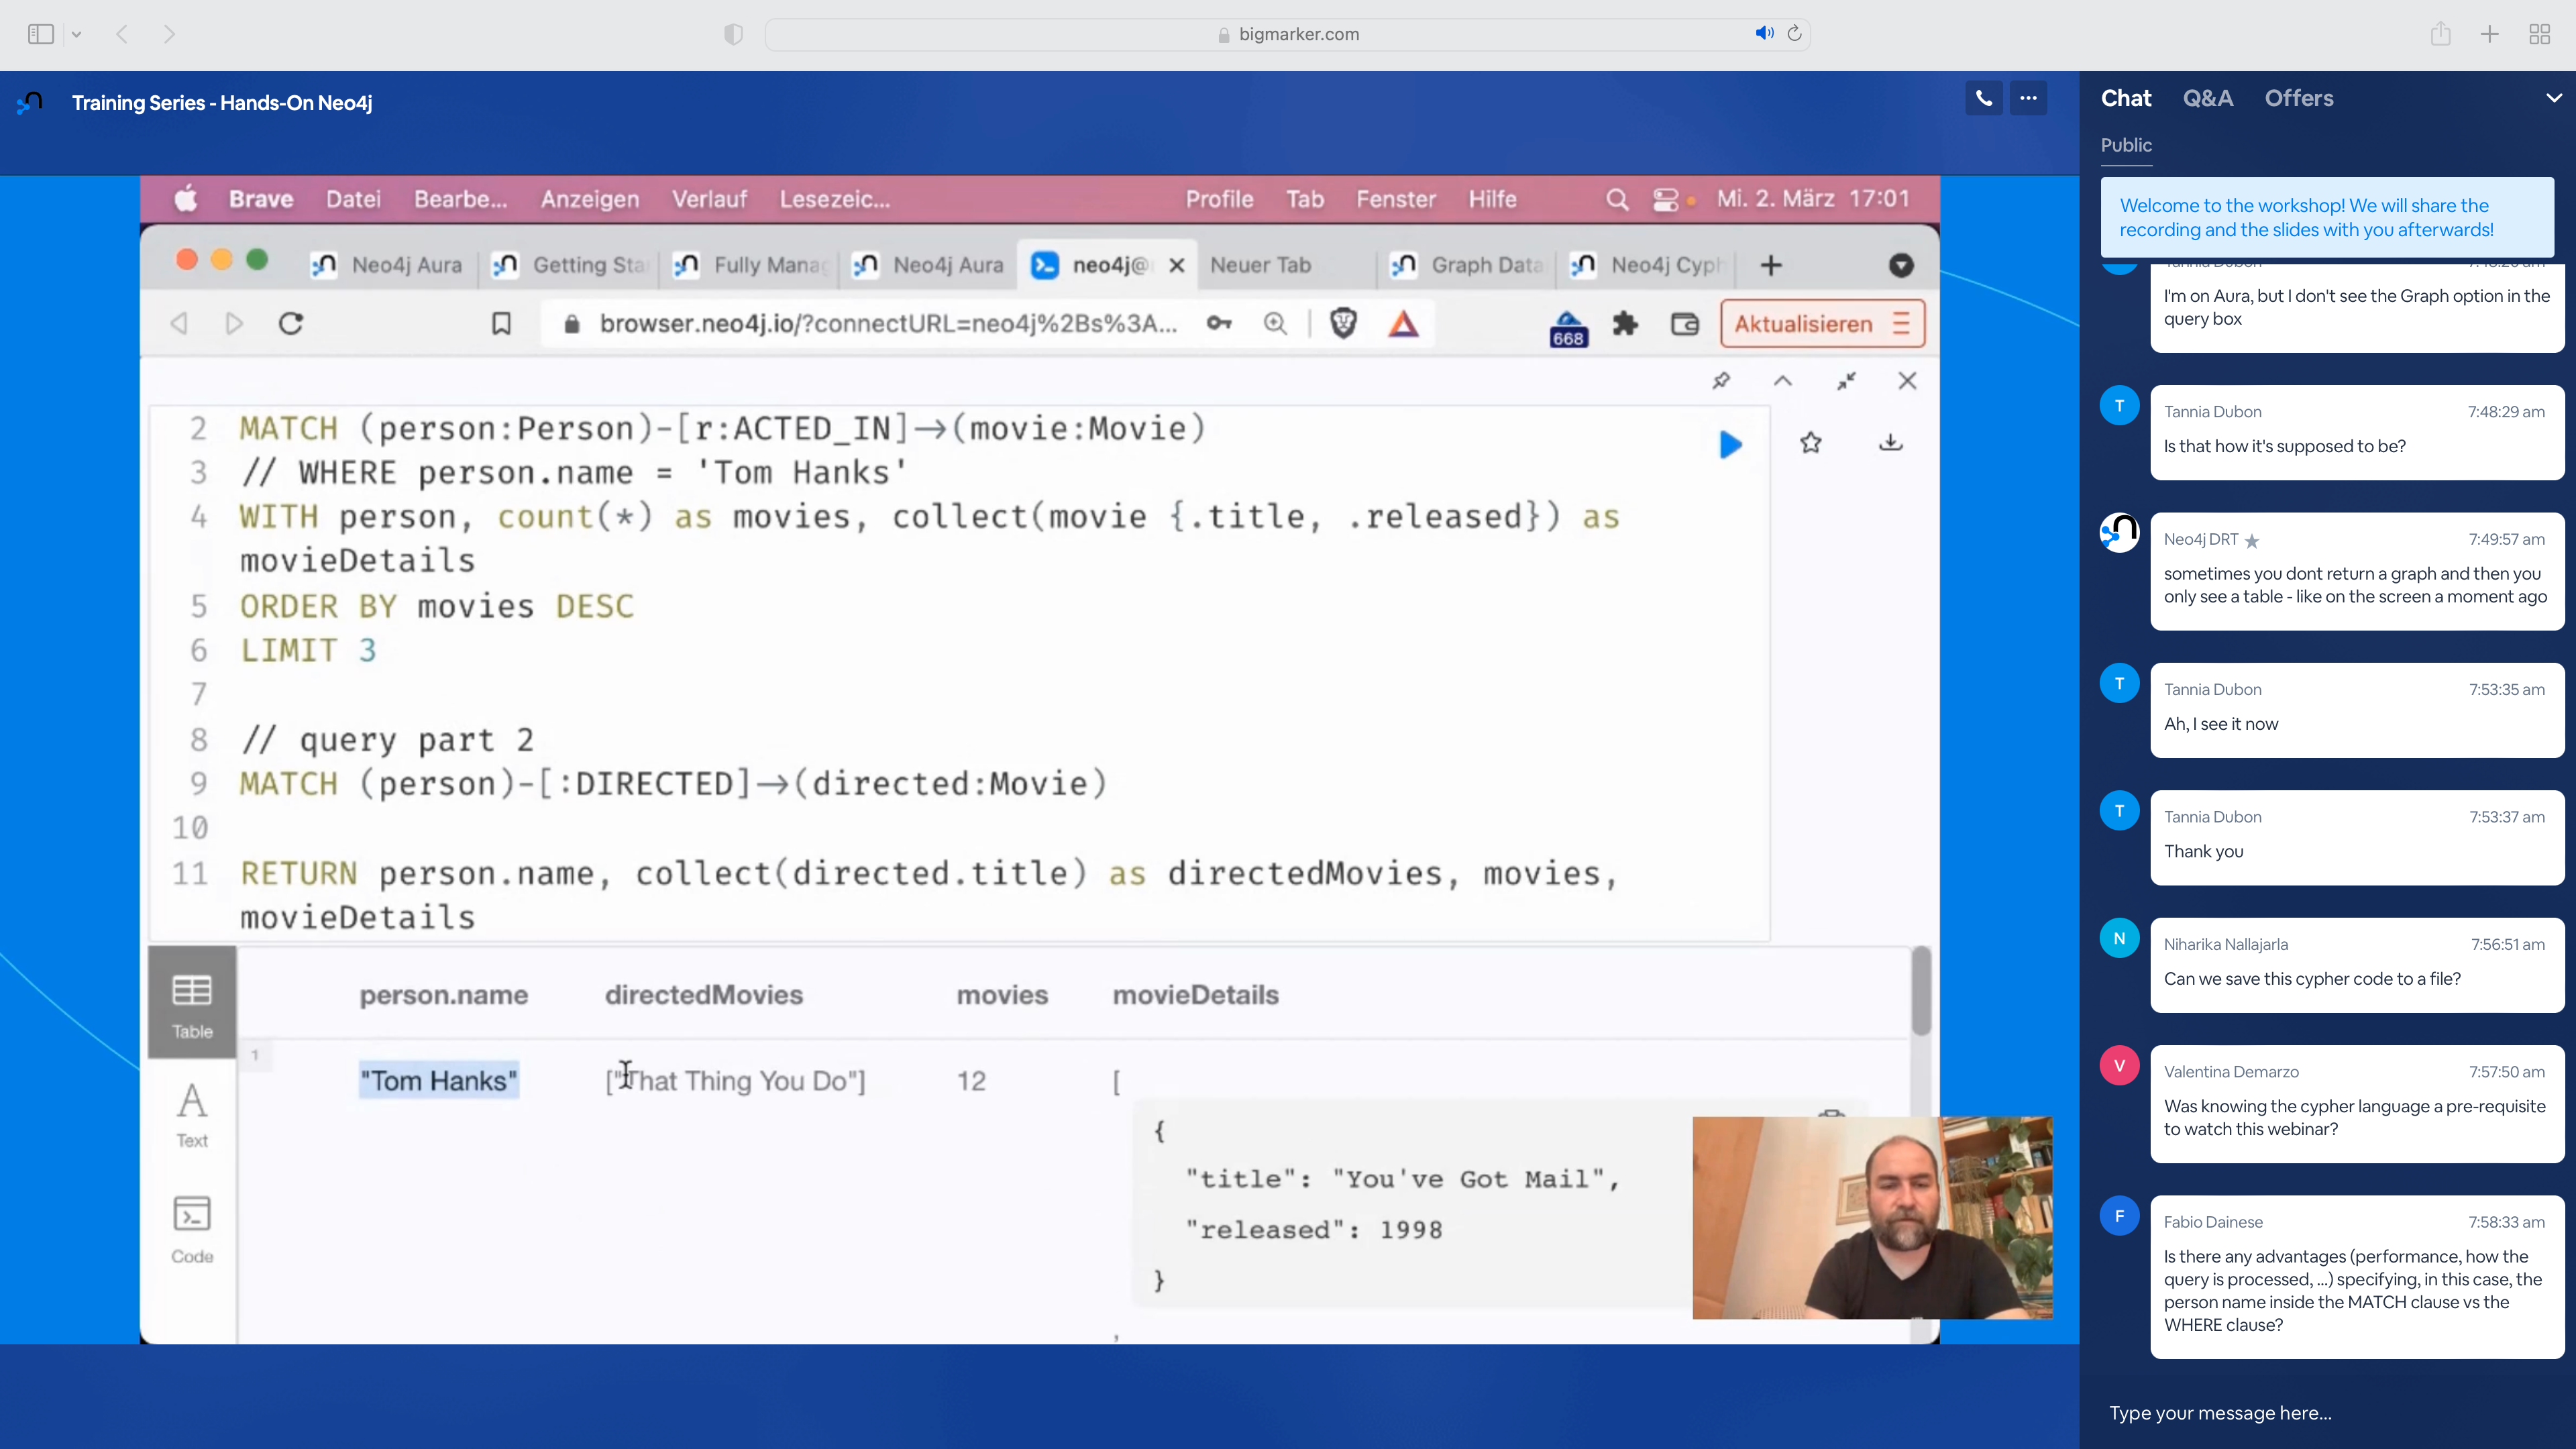 bigmarker.com
Training Series - Hands-On Neo4j
Brave Datei Bearbe... Anzeigen Verlauf Lesezeic... Profile Tab Fenster Hilfe Mi. 2. März 17:01
Neo4j Aura Getting Sta Fully Manag Neo4j Aura neo4j@ Neuer Tab Graph Data Neo4j Cyph
browser.neo4j.io/?connectURL=neo4j%2Bs%3A... 668 Aktualisieren
2 MATCH (person:Person)-[r:ACTED_IN]->(movie:Movie)
3 // WHERE person.name = 'Tom Hanks'
4 WITH person, count(*) as movies, collect(movie {.title, .released}) as
movieDetails
5 ORDER BY movies DESC
6 LIMIT 3
7
8 // query part 2
9 MATCH (person)-[:DIRECTED]->(directed:Movie)
10
11 RETURN person.name, collect(directed.title) as directedMovies, movies,
movieDetails
Table
Text
Code
person.name directedMovies movies movieDetails
1
"Tom Hanks" ["That Thing You Do"] 12 [
{
"title": "You've Got Mail",
"released": 1998
}
,
Chat Q&A Offers
Public
Welcome to the workshop! We will share the
recording and the slides with you afterwards!
I'm on Aura, but I don't see the Graph option in the
query box
T
Tannia Dubon 7:48:29 am
Is that how it's supposed to be?
Neo4j DRT 7:49:57 am
sometimes you dont return a graph and then you
only see a table - like on the screen a moment ago
T
Tannia Dubon 7:53:35 am
Ah, I see it now
T
Tannia Dubon 7:53:37 am
Thank you
N
Niharika Nallajarla 7:56:51 am
Can we save this cypher code to a file?
V
Valentina Demarzo 7:57:50 am
Was knowing the cypher language a pre-requisite
to watch this webinar?
F
Fabio Dainese 7:58:33 am
Is there any advantages (performance, how the
query is processed, ...) specifying, in this case, the
person name inside the MATCH clause vs the
WHERE clause?
Type your message here...